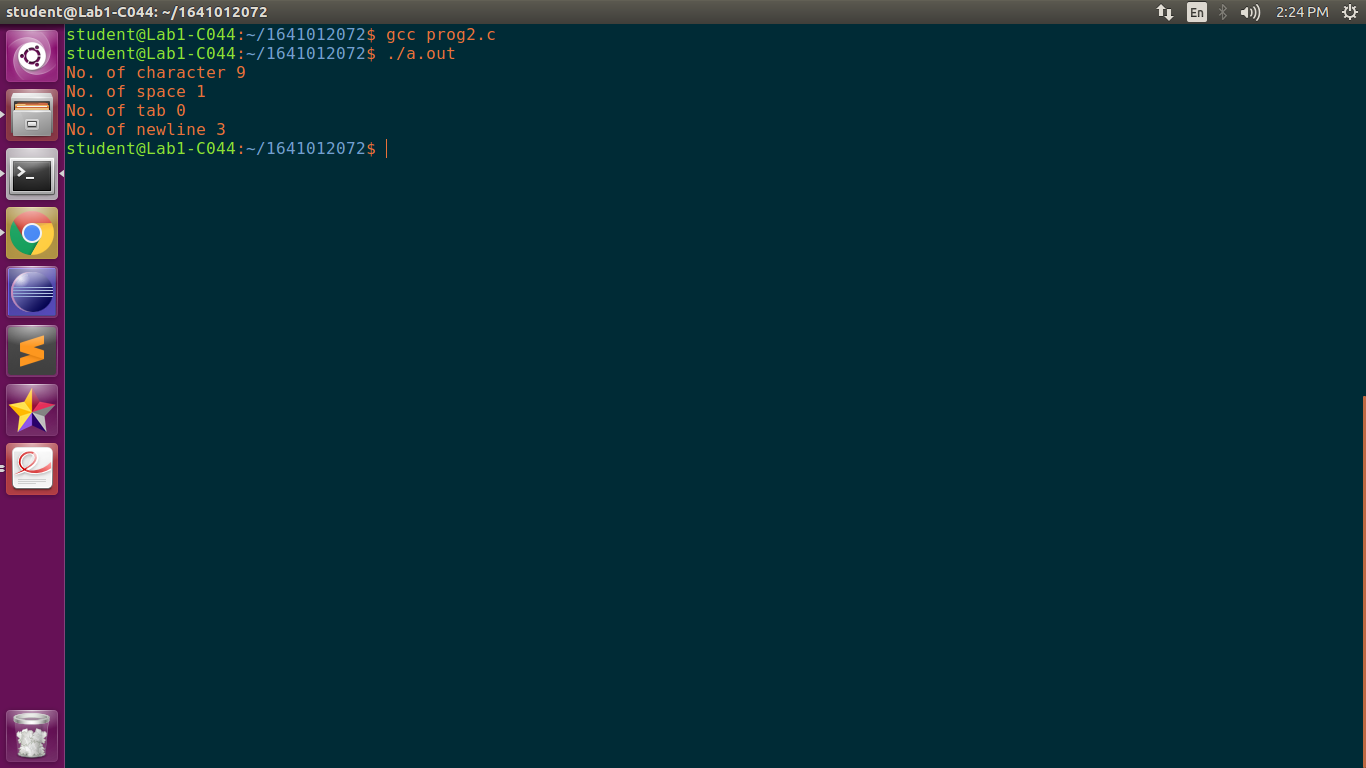 student@Lab1-C044: ~/1641012072
En
2:24 PM
student@Lab1-C044:~/1641012072$ gcc prog2.c
student@Lab1-C044:~/1641012072$ ./a.out
No. of character 9
No. of space 1
No. of tab 0
No. of newline 3
student@Lab1-C044:~/1641012072$